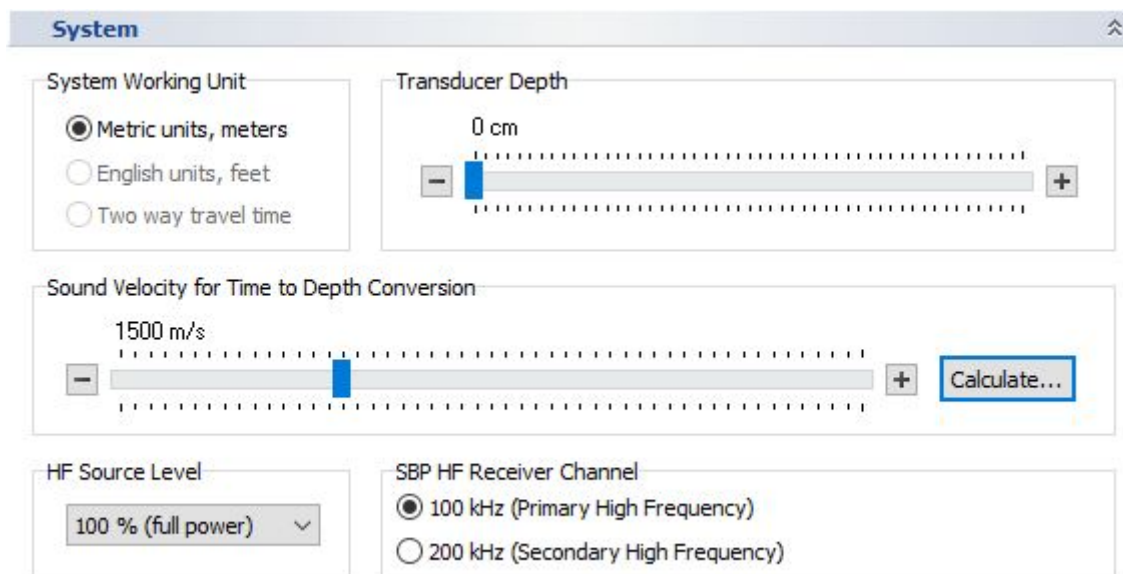 System
System Working Unit
Metric units, meters
English units, feet
Two way travel time
Transducer Depth
0 cm
Sound Velocity for Time to Depth Conversion
1500 m/s
Calculate...
HF Source Level
100 % (full power)
SBP HF Receiver Channel
100 kHz (Primary High Frequency)
200 kHz (Secondary High Frequency)